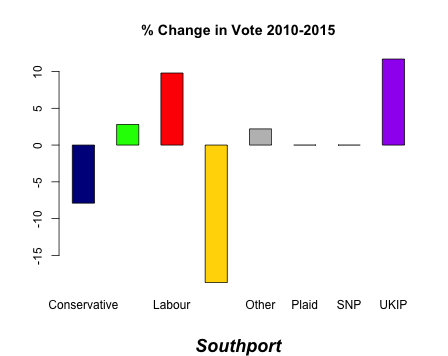 % Change in Vote 2010-2015
10
5
0
-5
-10
-15
Conservative Labour Other Plaid SNP UKIP
Southport